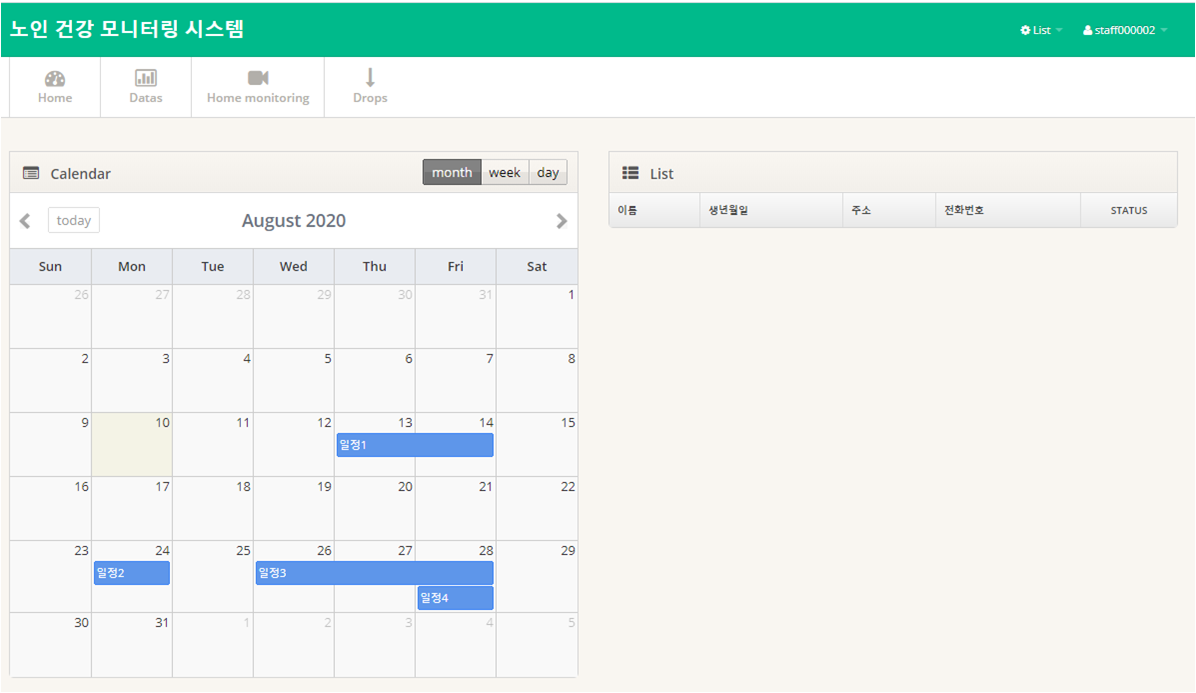 노인 건강 모니터링 시스템
List staff000002
Home Datas Home monitoring Drops
Calendar month week day
today August 2020
Sun Mon Tue Wed Thu Fri Sat
26 27 28 29 30 31 1
2 3 4 5 6 7 8
9 10 11 12 13 14 15
일정1
16 17 18 19 20 21 22
23 24 25 26 27 28 29
일정2 일정3
일정4
30 31 1 2 3 4 5
List
이름 생년월일 주소 전화번호 STATUS